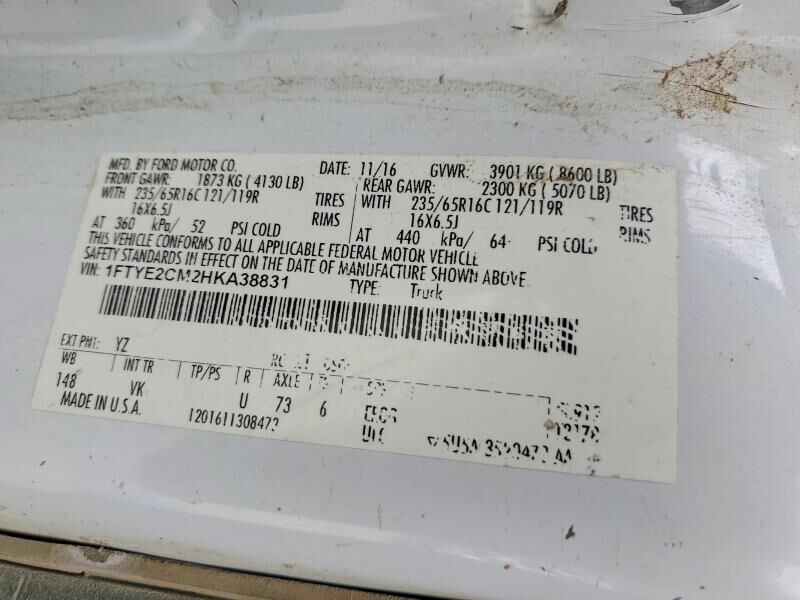 MFD. BY FORD MOTOR CO. DATE: 11/16 GVWR: 3901 KG ( 8600 LB)
FRONT GAWR: 1873 KG ( 4130 LB) REAR GAWR: 2300 KG ( 5070 LB)
WITH 235/65R16C 121/119R TIRES WITH 235/65R16C 121/119R TIRES
16X6.5J RIMS 16X6.5J RIMS
AT 360 kPa/ 52 PSI COLD AT 440 kPa/ 64 PSI COLD
THIS VEHICLE CONFORMS TO ALL APPLICABLE FEDERAL MOTOR VEHICLE
SAFETY STANDARDS IN EFFECT ON THE DATE OF MANUFACTURE SHOWN ABOVE.
VIN: 1FTYE2CM2HKA38831 TYPE: Truck
EXT PNT: YZ
WB INT TR TP/PS R AXLE
148 VK U 73 6
MADE IN U.S.A. 1201611308473